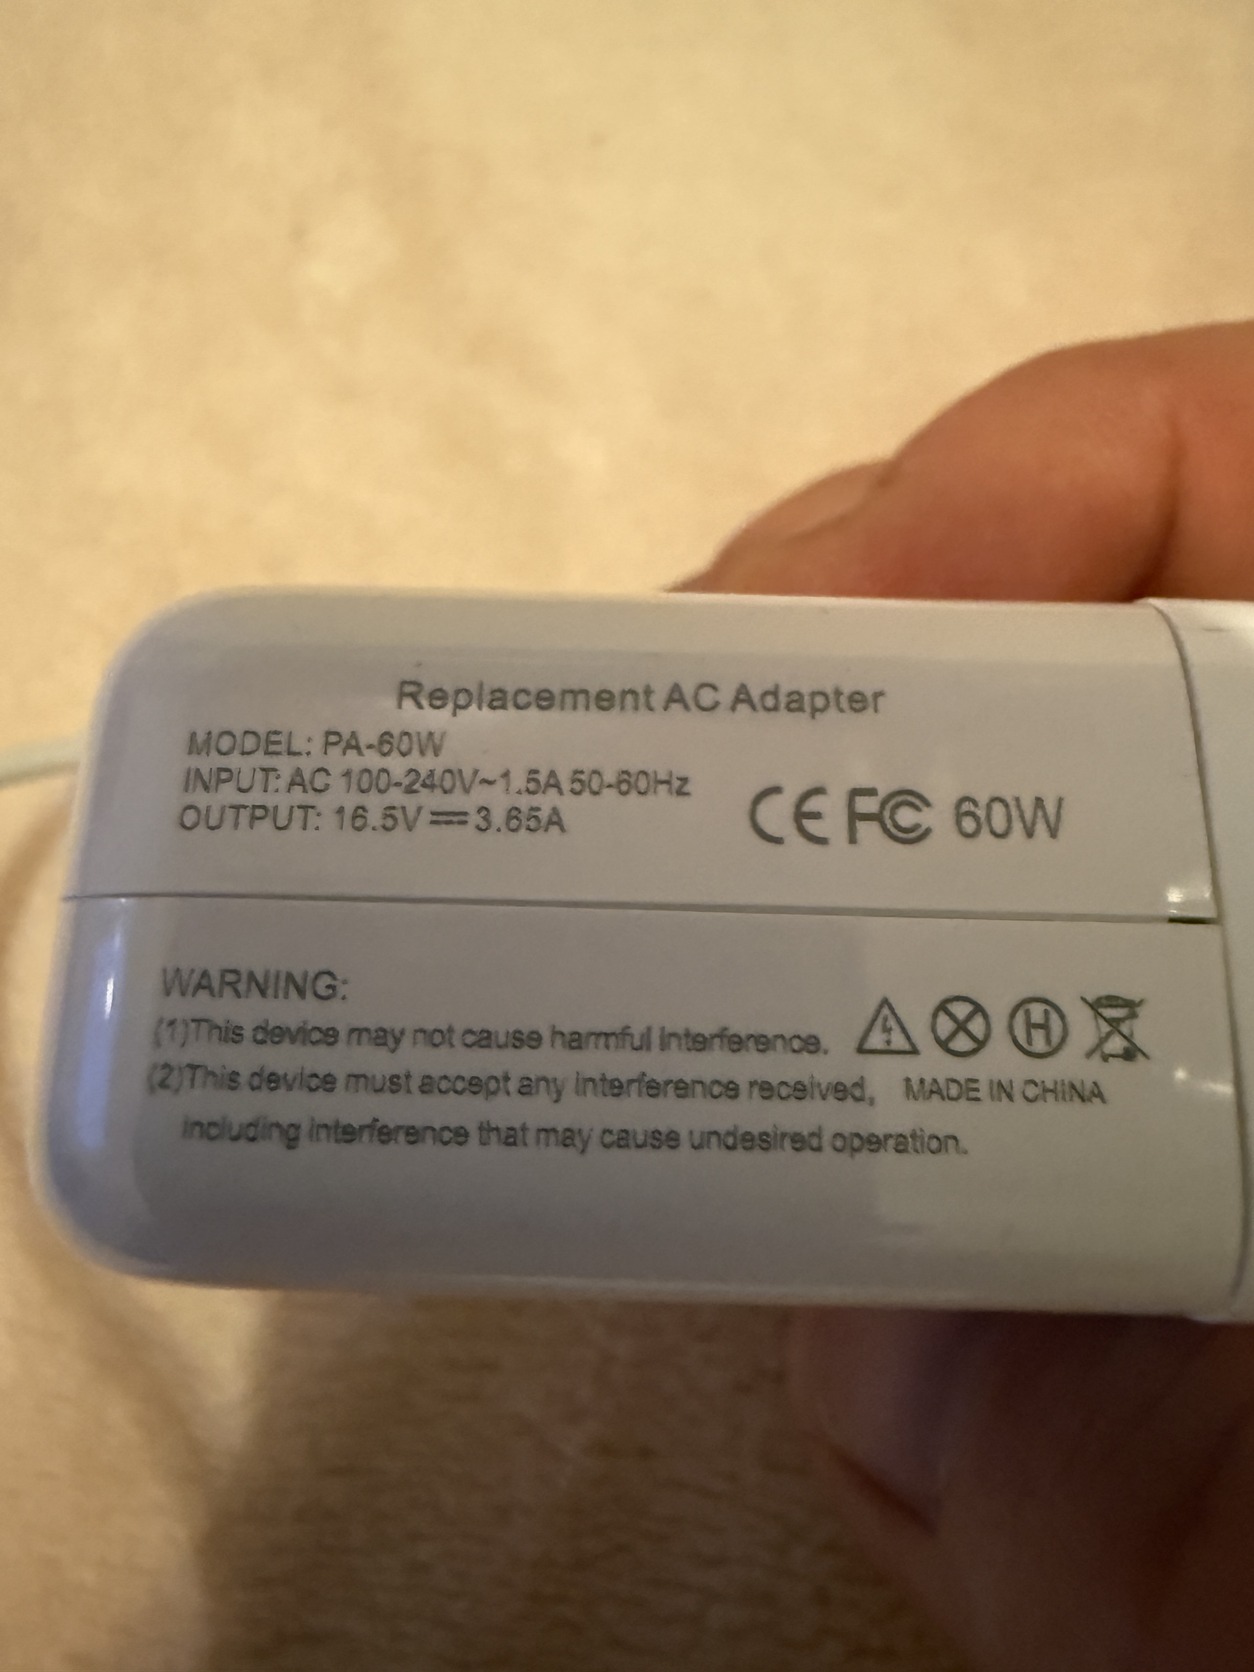 Replacement AC Adapter
MODEL: PA-60W
INPUT: AC 100-240V~1.5A 50-60Hz
OUTPUT: 16.5V⎓3.65A
CE FC 60W
WARNING:
(1)This device may not cause harmful interference.
(2)This device must accept any interference received,
including interference that may cause undesired operation.
H
MADE IN CHINA